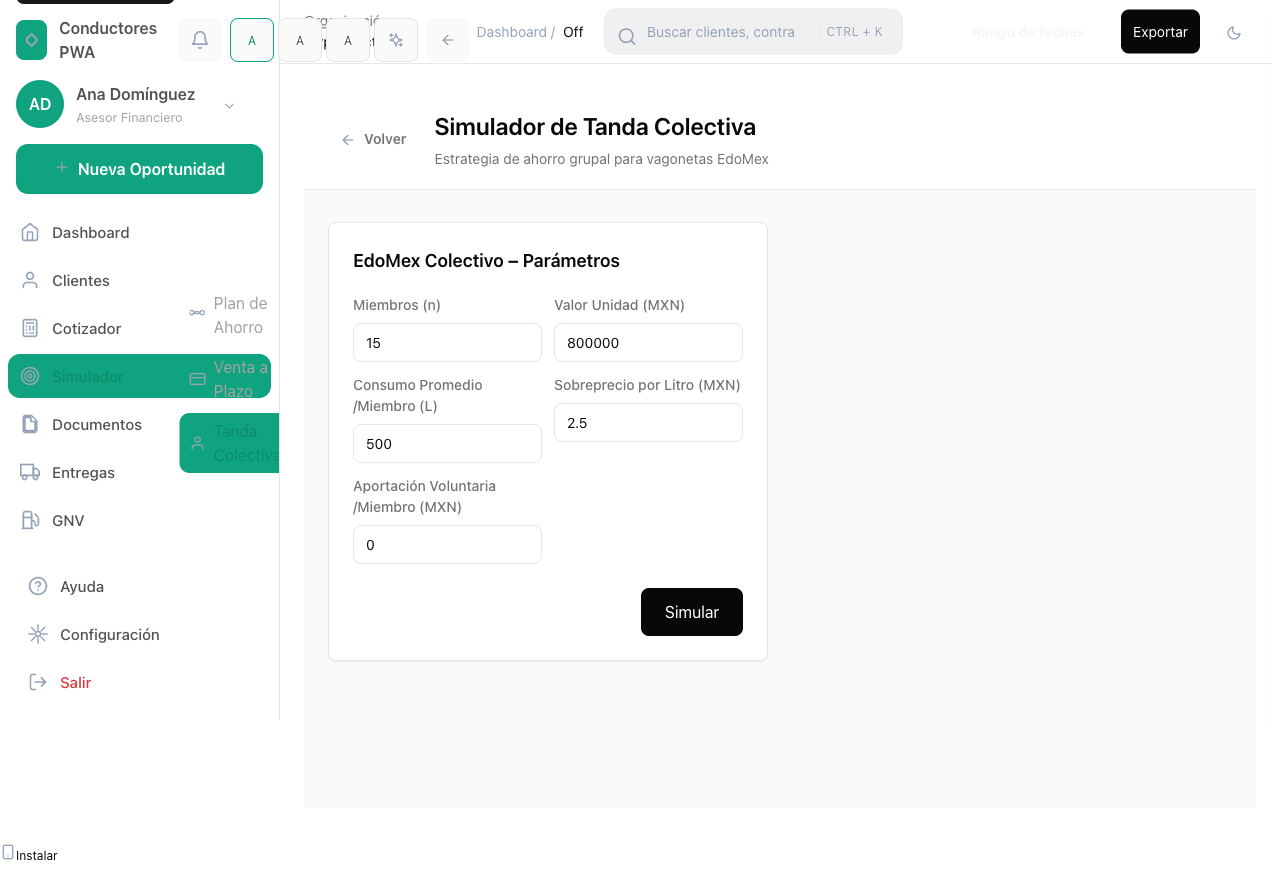 Conductores
PWA
A
A
A
Dashboard / Off
Buscar clientes, contra
CTRL + K
Rango de fechas
Exportar
AD
Ana Domínguez
Asesor Financiero
Nueva Oportunidad
Dashboard
Clientes
Cotizador
Simulador
Plan de
Ahorro
Venta a
Plazo
Tanda
Colectiva
Documentos
Entregas
GNV
Ayuda
Configuración
Salir
Instalar
Volver
Simulador de Tanda Colectiva
Estrategia de ahorro grupal para vagonetas EdoMex
EdoMex Colectivo – Parámetros
Miembros (n)
15
Valor Unidad (MXN)
800000
Consumo Promedio
/Miembro (L)
500
Sobreprecio por Litro (MXN)
2.5
Aportación Voluntaria
/Miembro (MXN)
0
Simular